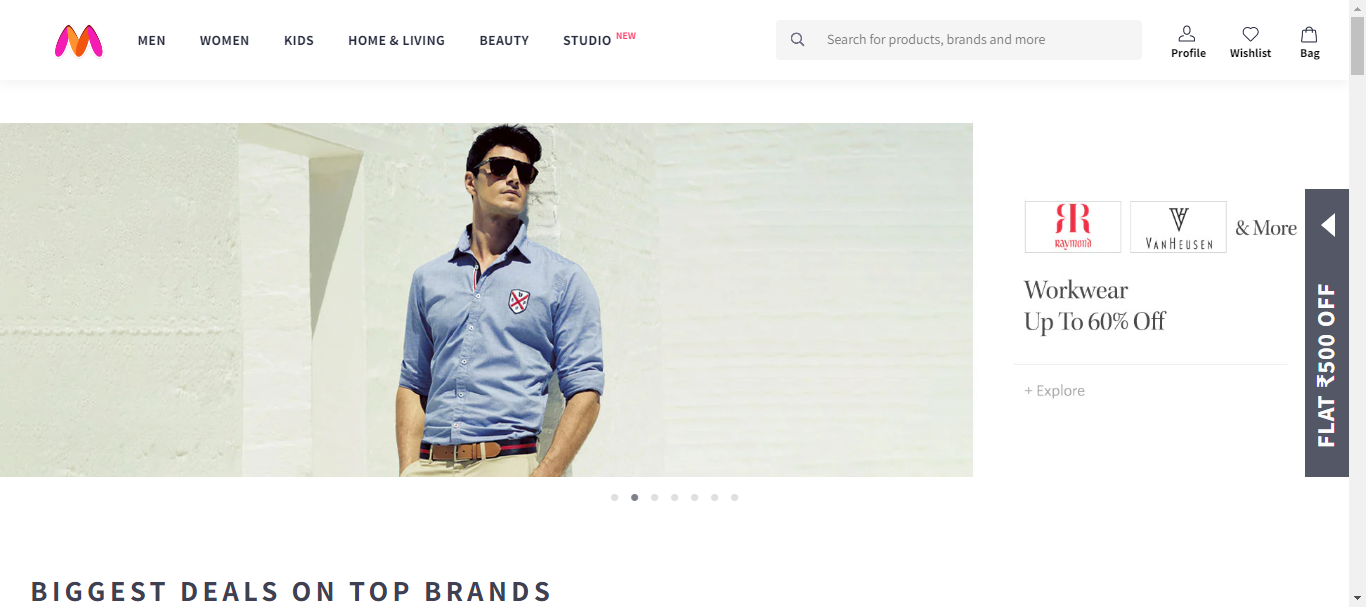 MEN WOMEN KIDS HOME & LIVING BEAUTY STUDIO NEW
Search for products, brands and more
Profile Wishlist Bag
Raymond
VANHEUSEN
& More
Workwear
Up To 60% Off
+ Explore
FLAT ₹500 OFF
BIGGEST DEALS ON TOP BRANDS